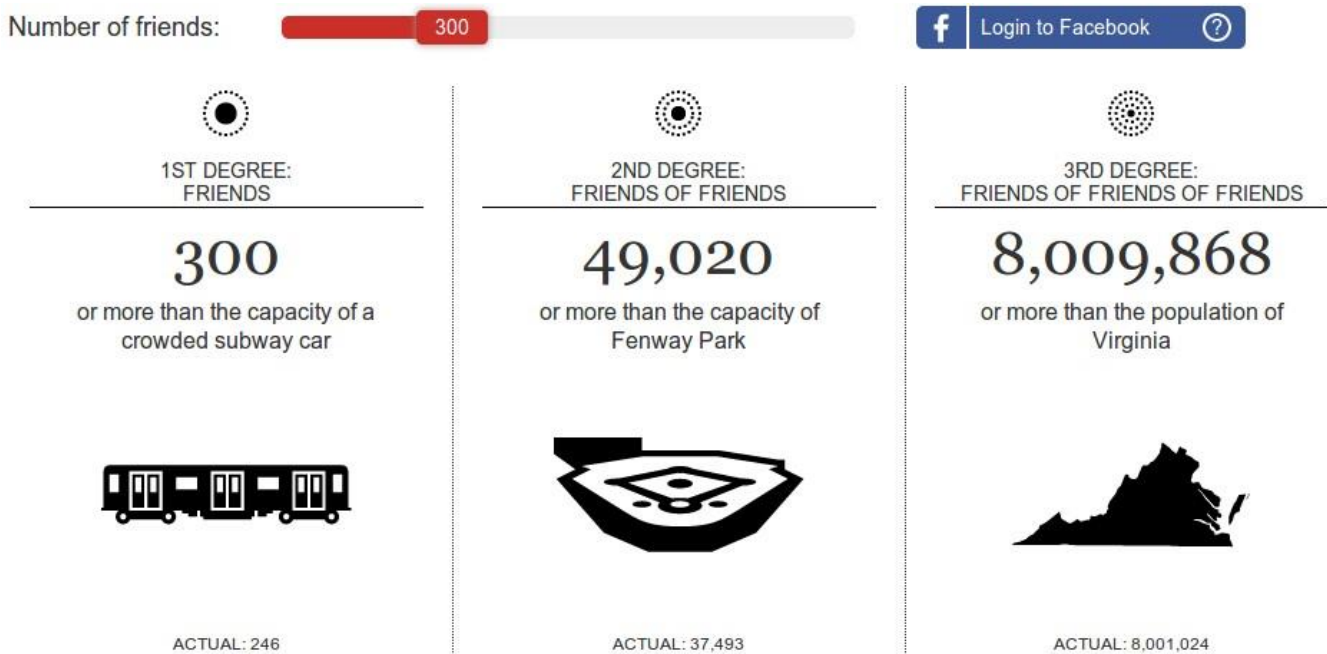 Number of friends:
300
Login to Facebook
?
1ST DEGREE:
FRIENDS
300
or more than the capacity of a
crowded subway car
ACTUAL: 246
2ND DEGREE:
FRIENDS OF FRIENDS
49,020
or more than the capacity of
Fenway Park
ACTUAL: 37,493
3RD DEGREE:
FRIENDS OF FRIENDS OF FRIENDS
8,009,868
or more than the population of
Virginia
ACTUAL: 8,001,024